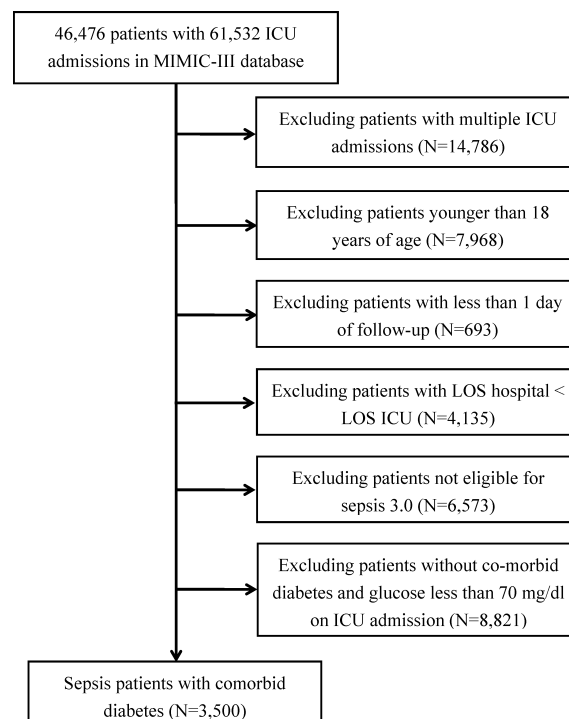 46,476 patients with 61,532 ICU
admissions in MIMIC-III database
Excluding patients with multiple ICU
admissions (N=14,786)
Excluding patients younger than 18
years of age (N=7,968)
Excluding patients with less than 1 day
of follow-up (N=693)
Excluding patients with LOS hospital <
LOS ICU (N=4,135)
Excluding patients not eligible for
sepsis 3.0 (N=6,573)
Excluding patients without co-morbid
diabetes and glucose less than 70 mg/dl
on ICU admission (N=8,821)
Sepsis patients with comorbid
diabetes (N=3,500)